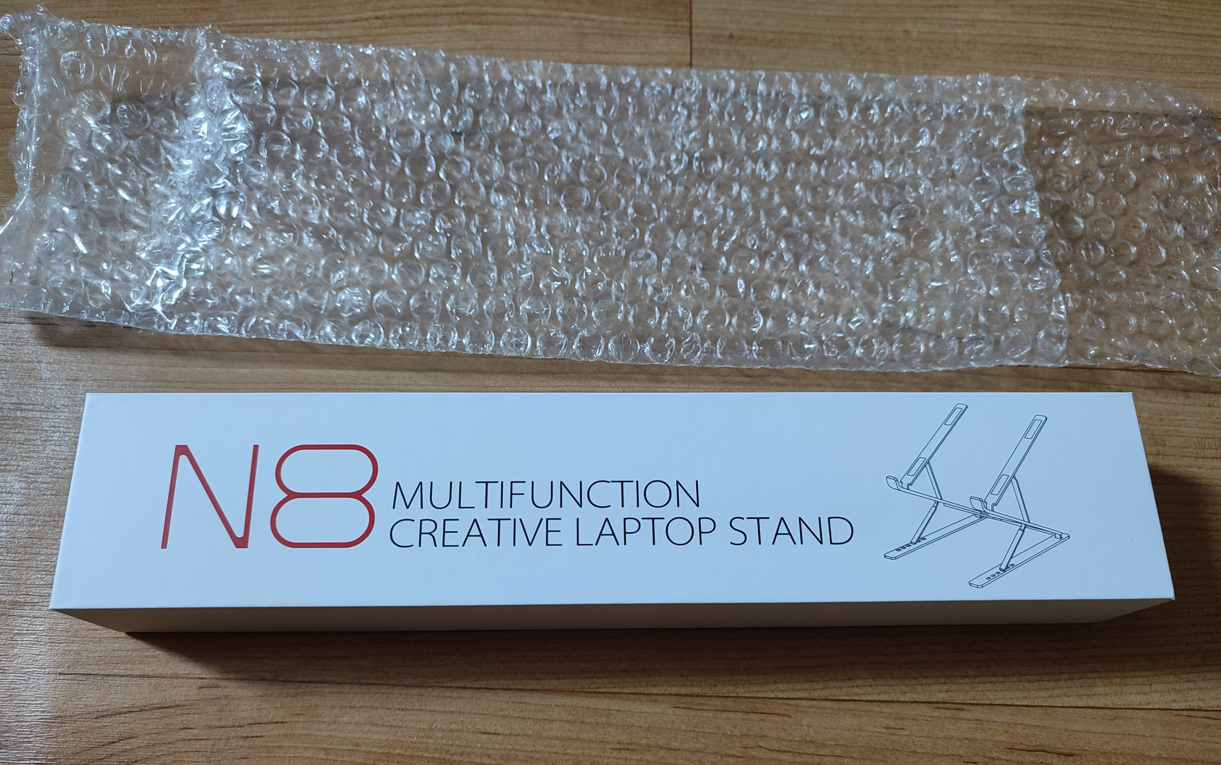 N8
MULTIFUNCTION
CREATIVE LAPTOP STAND